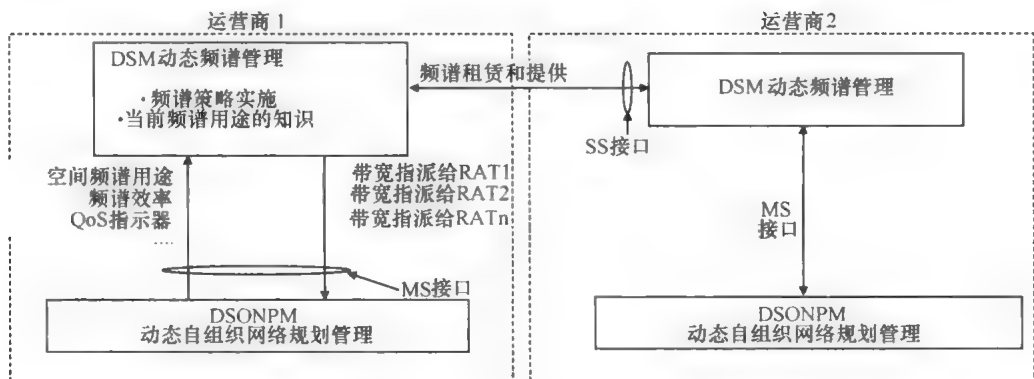 运营商1
运营商2
DSM动态频谱管理
·频谱策略实施
·当前频谱用途的知识
频谱租赁和提供
DSM动态频谱管理
SS接口
空间频谱用途
频谱效率
QoS指示器
....
带宽指派给RAT1
带宽指派给RAT2
带宽指派给RATn
MS
接口
MS接口
DSONPM
动态自组织网络规划管理
DSONPM
动态自组织网络规划管理